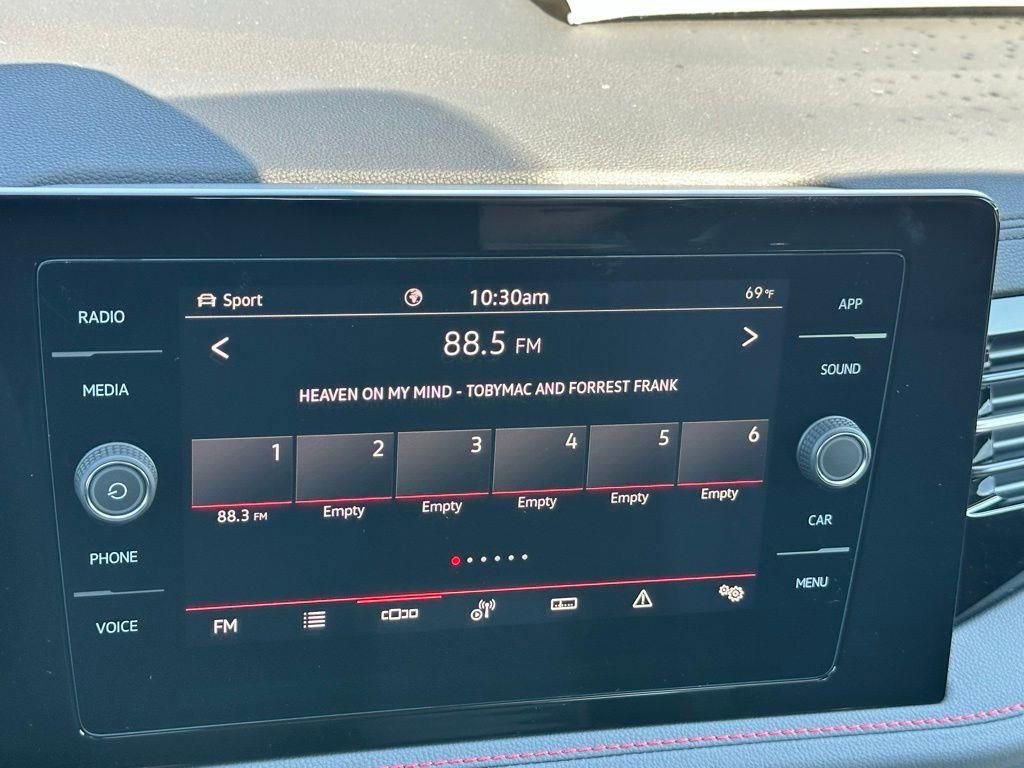 RADIO
MEDIA
PHONE
VOICE
Sport 10:30am 69°F
< 88.5 FM >
HEAVEN ON MY MIND - TOBYMAC AND FORREST FRANK
1 2 3 4 5 6
88.3 FM Empty Empty Empty Empty Empty
FM
APP
SOUND
CAR
MENU